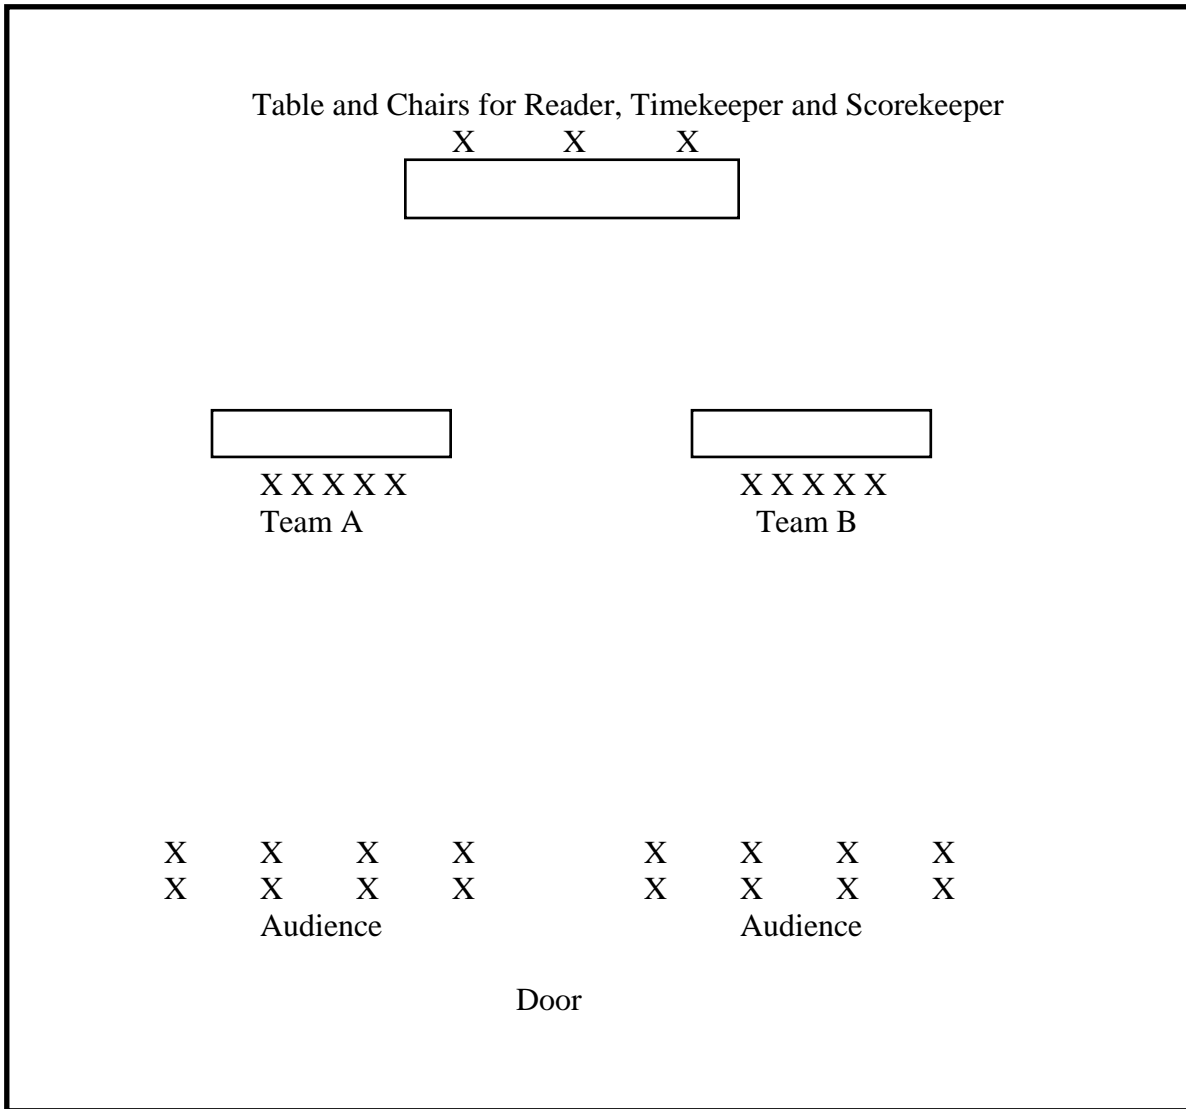 Table and Chairs for Reader, Timekeeper and Scorekeeper
X X X
X X X X X X X X X X
Team A Team B
X X X X X X X X
X X X X X X X X
Audience Audience
Door